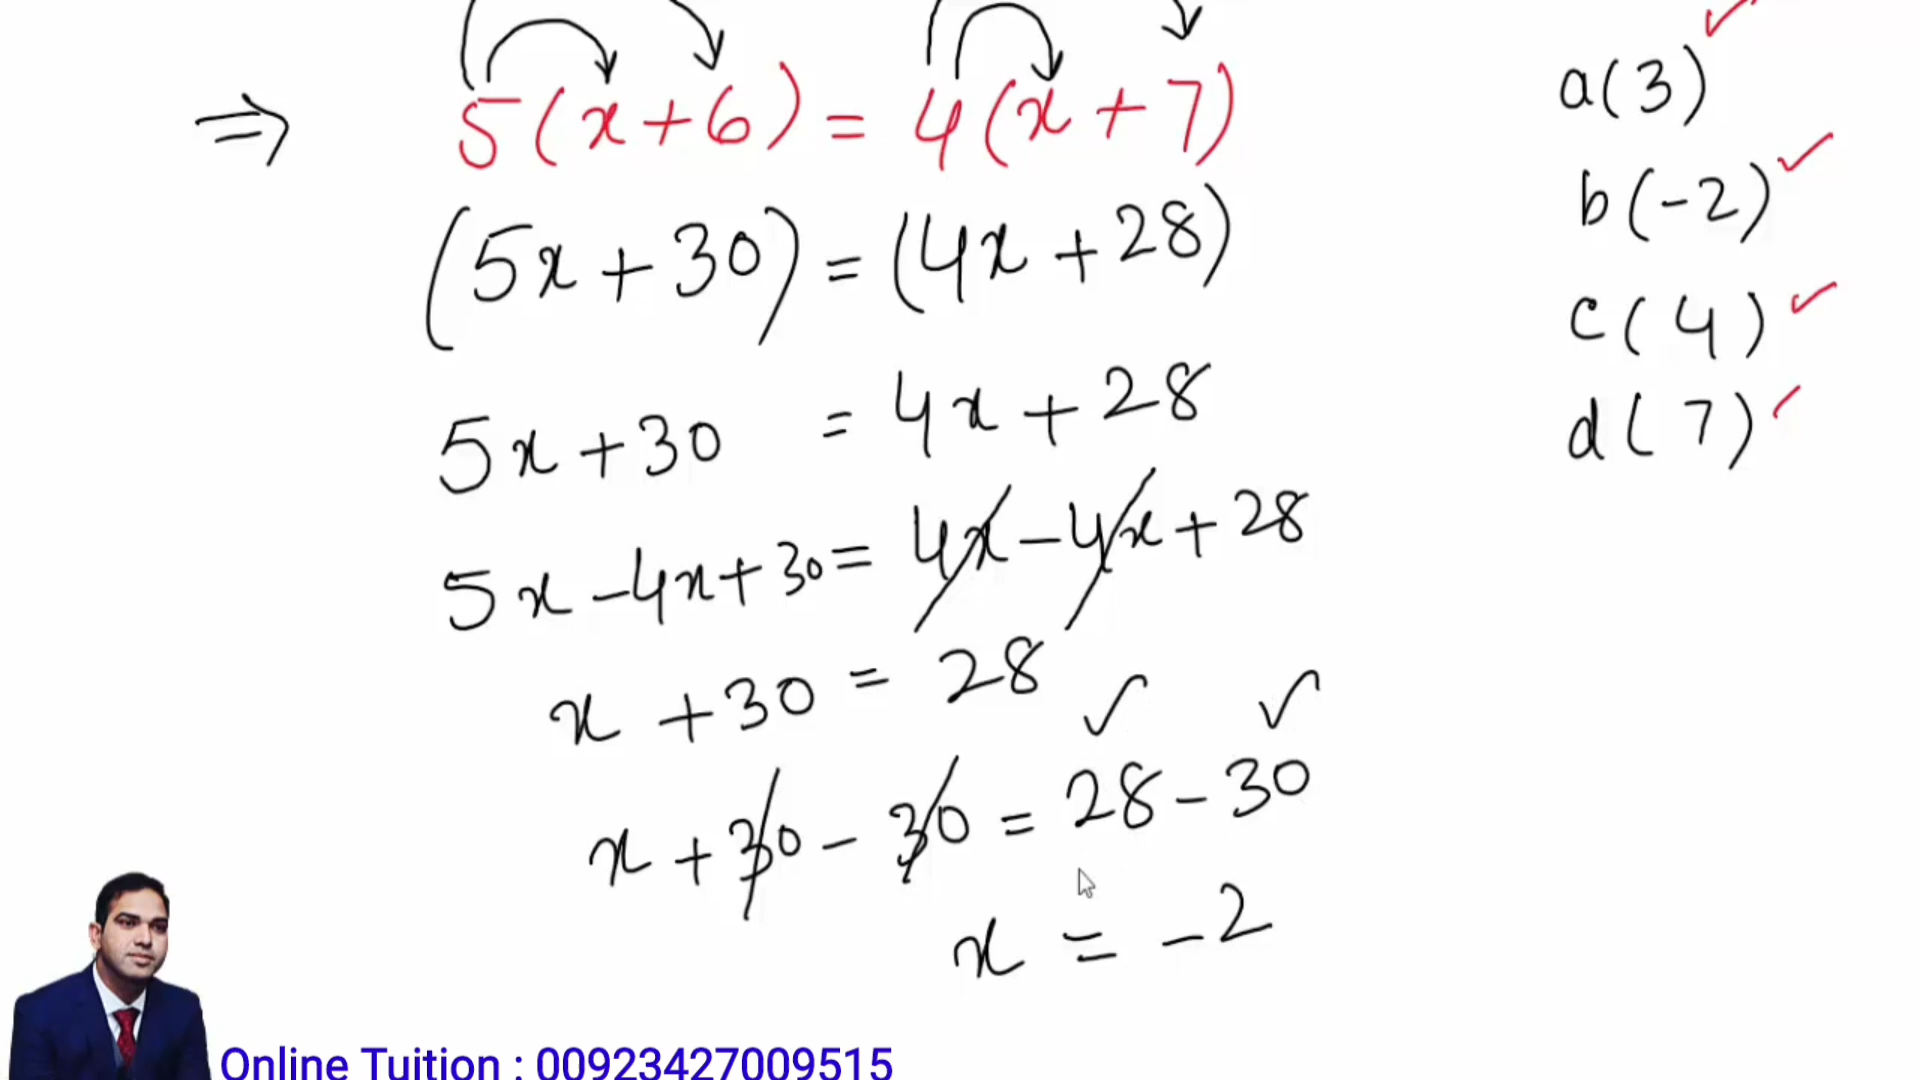 ⇒ 5(x+6) = 4(x+7)
(5x+30) = (4x+28)
5x+30 = 4x+28
5x-4x+30 = 4x-4x+28
x+30 = 28
x+30-30 = 28-30
x = -2
a(3)
b(-2)
c(4)
d(7)
Online Tuition : 00923427009515